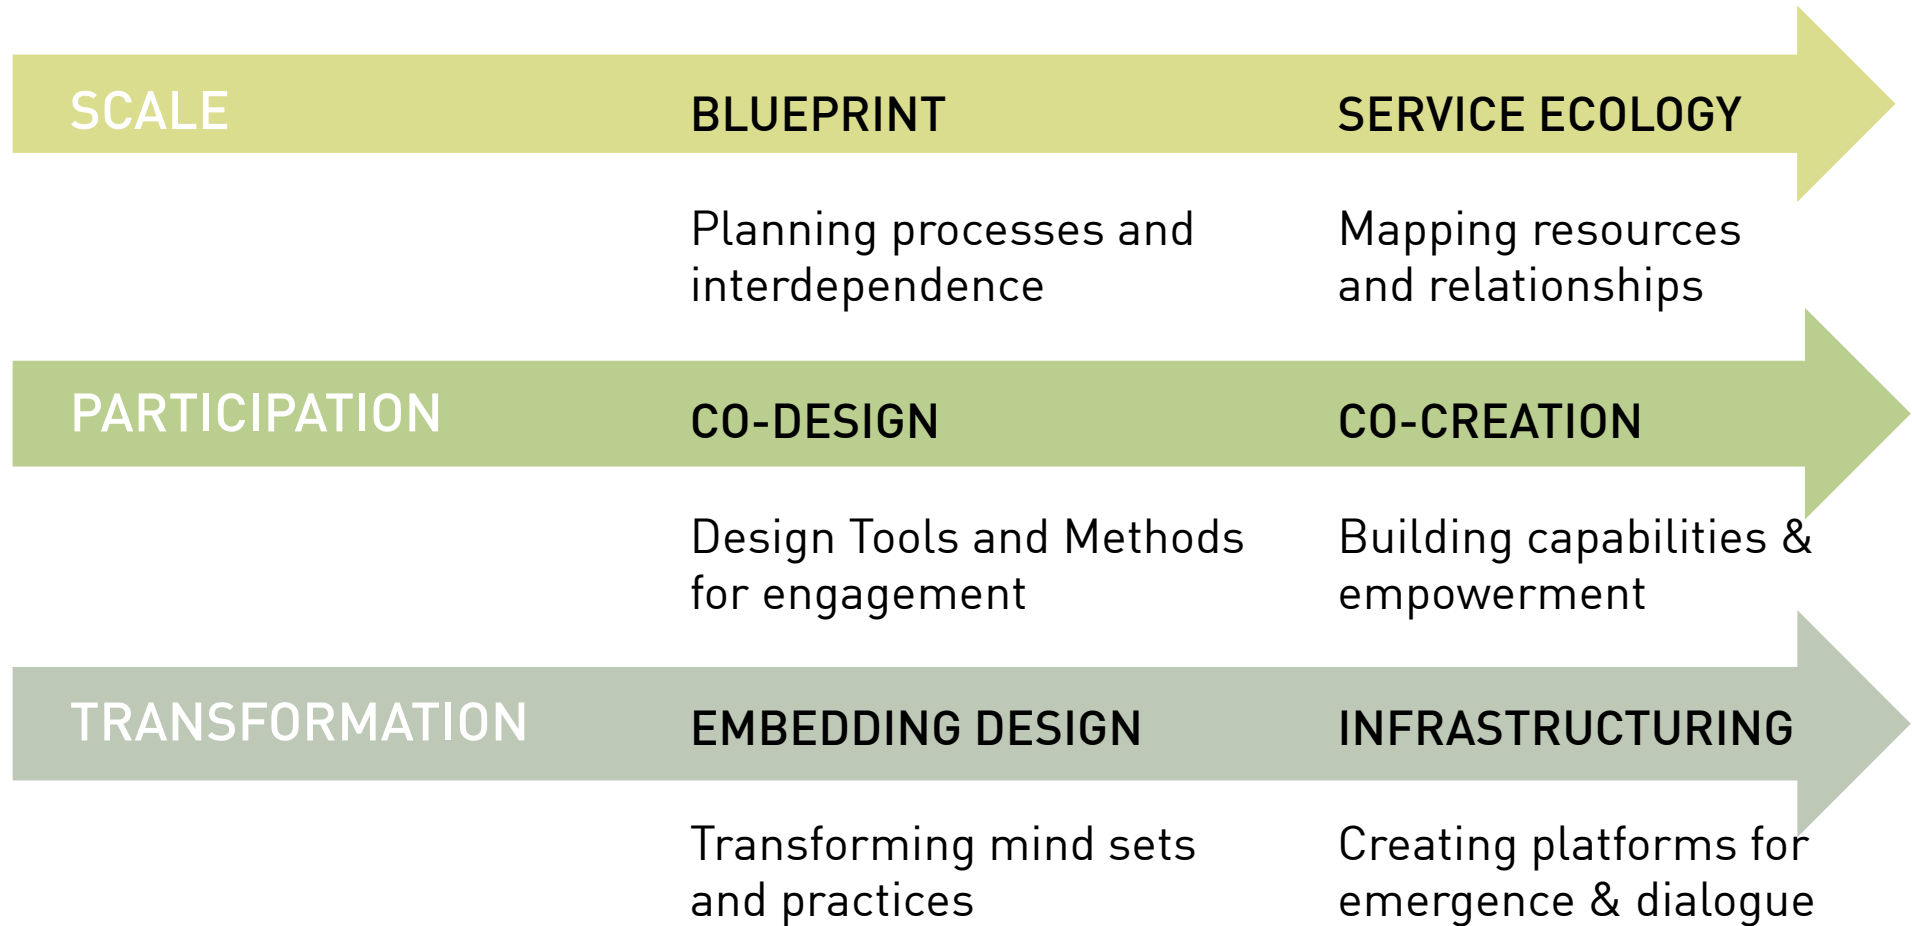 SCALE BLUEPRINT SERVICE ECOLOGY
Planning processes and
interdependence
Mapping resources
and relationships
PARTICIPATION CO-DESIGN CO-CREATION
Design Tools and Methods
for engagement
Building capabilities &
empowerment
TRANSFORMATION EMBEDDING DESIGN INFRASTRUCTURING
Transforming mind sets
and practices
Creating platforms for
emergence & dialogue